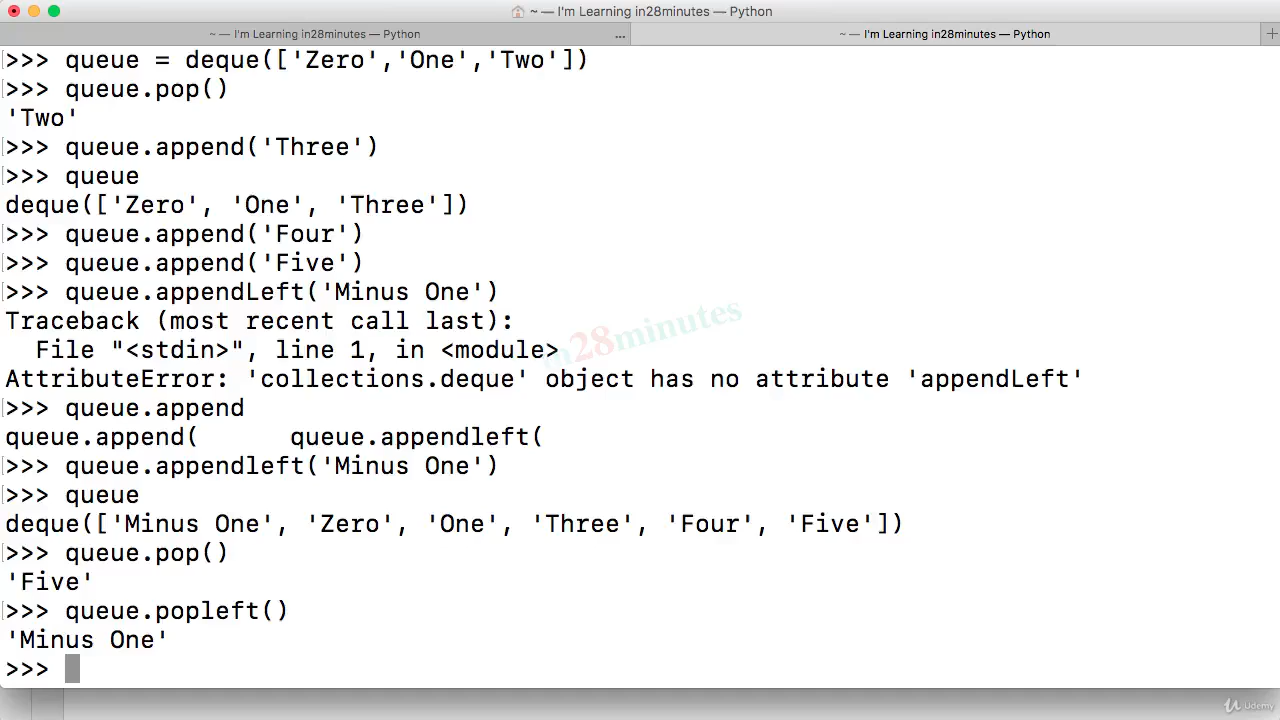 ~ — I'm Learning in28minutes — Python
~ — I'm Learning in28minutes — Python ... ~ — I'm Learning in28minutes — Python +
>>> queue = deque(['Zero','One','Two'])
>>> queue.pop()
'Two'
>>> queue.append('Three')
>>> queue
deque(['Zero', 'One', 'Three'])
>>> queue.append('Four')
>>> queue.append('Five')
>>> queue.appendLeft('Minus One')
Traceback (most recent call last):
  File "<stdin>", line 1, in <module>
AttributeError: 'collections.deque' object has no attribute 'appendLeft'
>>> queue.append
queue.append(      queue.appendleft(
>>> queue.appendleft('Minus One')
>>> queue
deque(['Minus One', 'Zero', 'One', 'Three', 'Four', 'Five'])
>>> queue.pop()
'Five'
>>> queue.popleft()
'Minus One'
>>>
in28minutes
Udemy